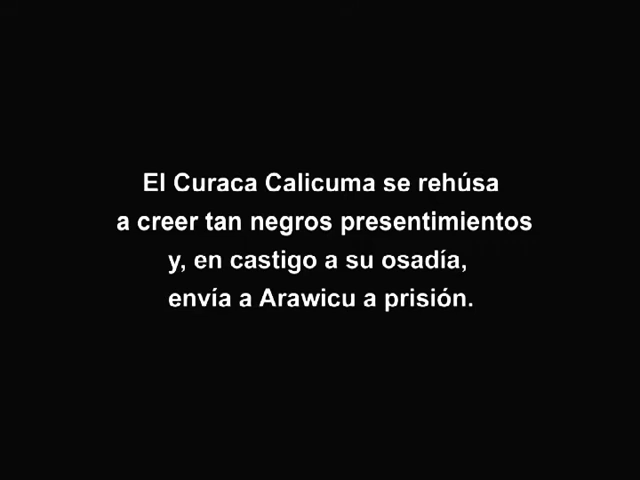 El Curaca Calicuma se rehúsa
a creer tan negros presentimientos
y, en castigo a su osadía,
envía a Arawicu a prisión.